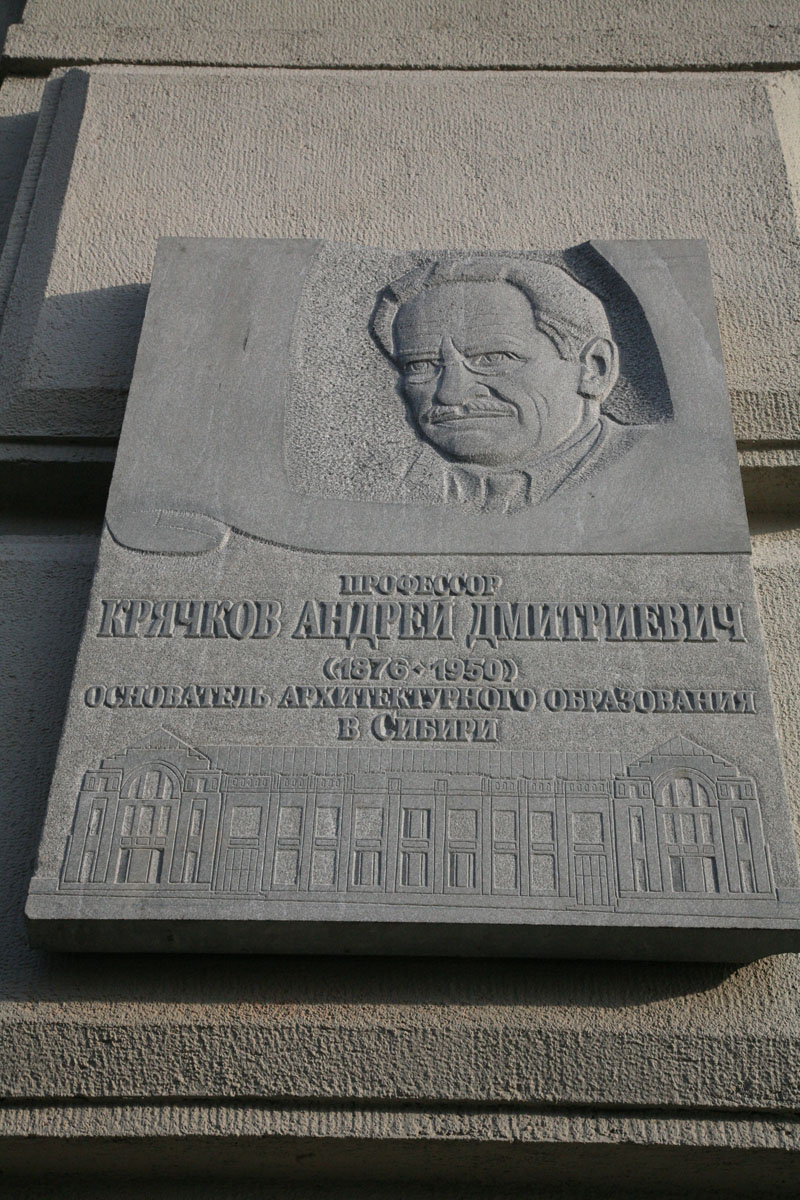 ПРОФЕССОР
КРЯЧКОВ АНДРЕЙ ДМИТРИЕВИЧ
(1876-1950)
ОСНОВАТЕЛЬ АРХИТЕКТУРНОГО ОБРАЗОВАНИЯ
В СИБИРИ